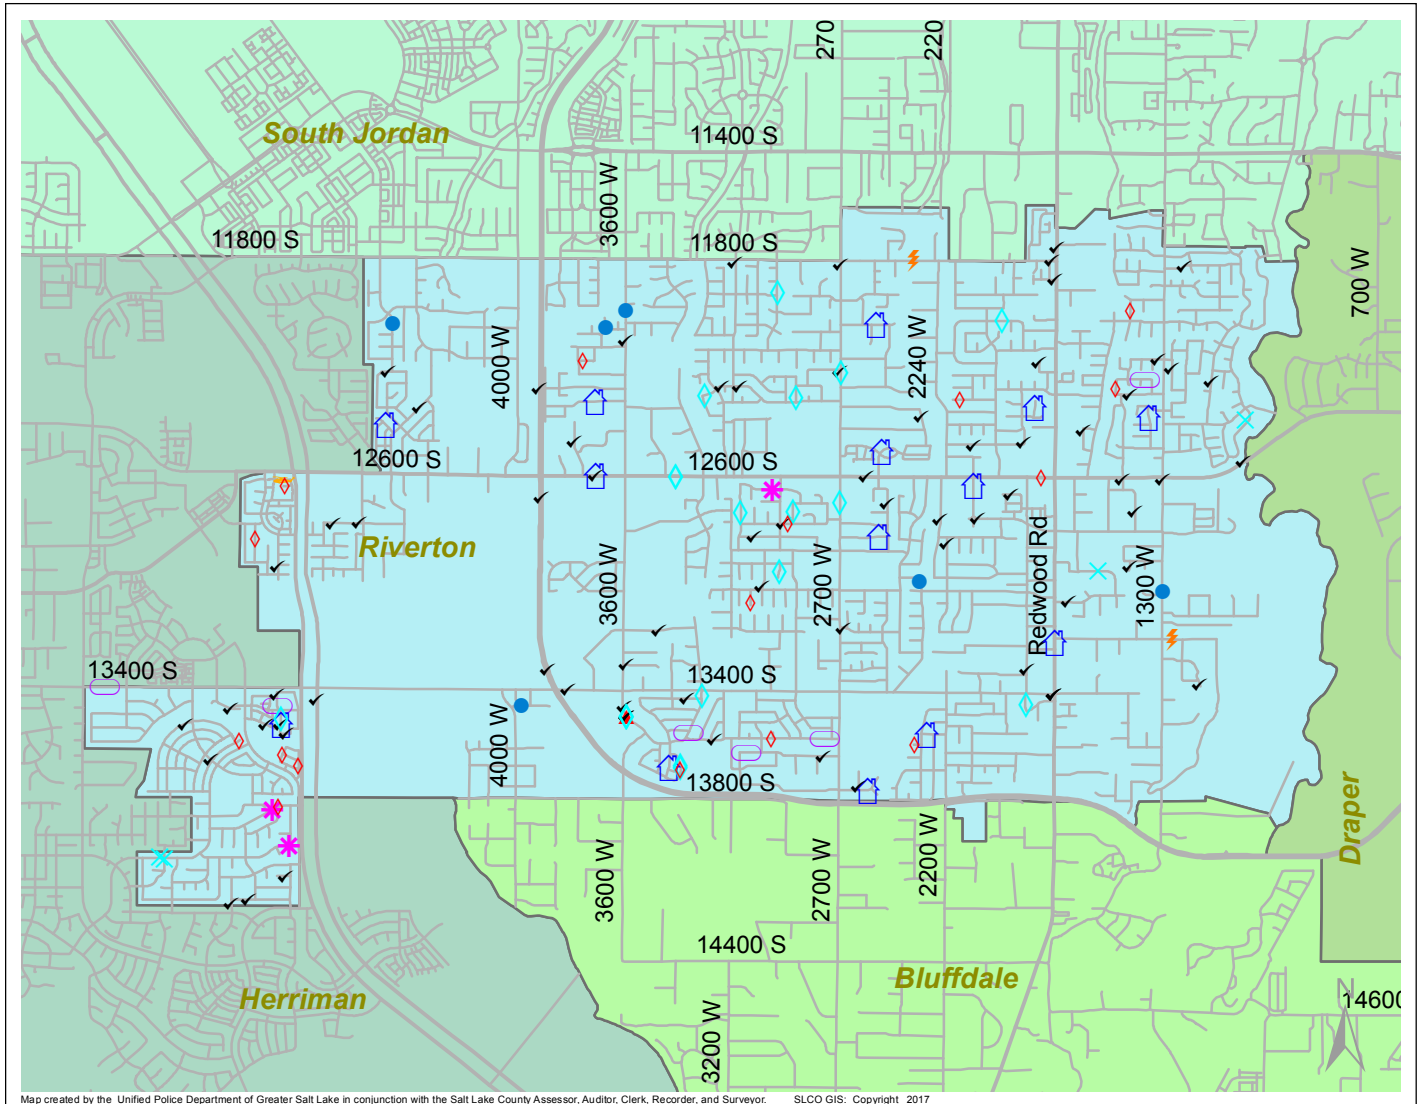 270
220
South Jordan
11400 S
3600 W
11800 S
11800 S
700 W
2240 W
4000 W
12600 S
12600 S
Riverton
Redwood Rd
3600 W
2700 W
1300 W
13400 S
13400 S
4000 W
13800 S
Draper
3600 W
2700 W
2200 W
14400 S
Bluffdale
Herriman
N
14600
3200 W
Map created by the Unified Police Department of Greater Salt Lake in conjunction with the Salt Lake County Assessor, Auditor, Clerk, Recorder, and Surveyor. SLCO GIS: Copyright 2017